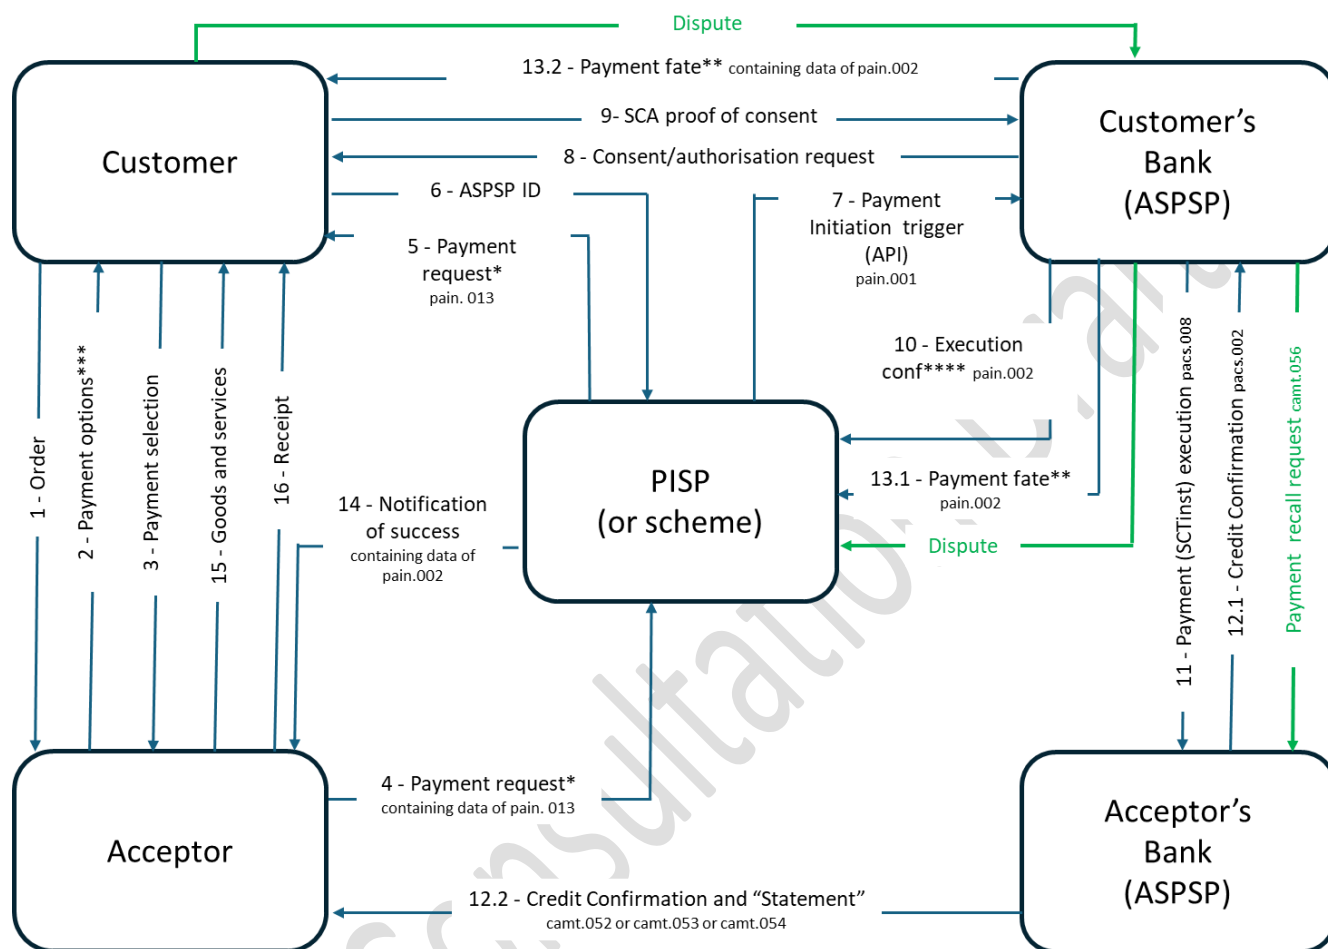 Dispute
13.2 - Payment fate** containing data of pain.002
9- SCA proof of consent
8 - Consent/authorisation request
Customer
Customer's
Bank
(ASPSP)
6 - ASPSP ID
7 - Payment
Initiation trigger
(API)
pain.001
5 - Payment
request*
pain. 013
1 - Order
2 - Payment options***
3 - Payment selection
15 - Goods and services
16 - Receipt
10 - Execution
conf**** pain.002
PISP
(or scheme)
13.1 - Payment fate**
pain.002
Dispute
14 - Notification
of success
containing data of
pain.002
11 - Payment (SCTinst) execution pacs.008
12.1 - Credit Confirmation pacs.002
Payment recall request camt.056
4 - Payment request*
containing data of pain. 013
Acceptor
Acceptor's
Bank
(ASPSP)
12.2 - Credit Confirmation and “Statement”
camt.052 or camt.053 or camt.054